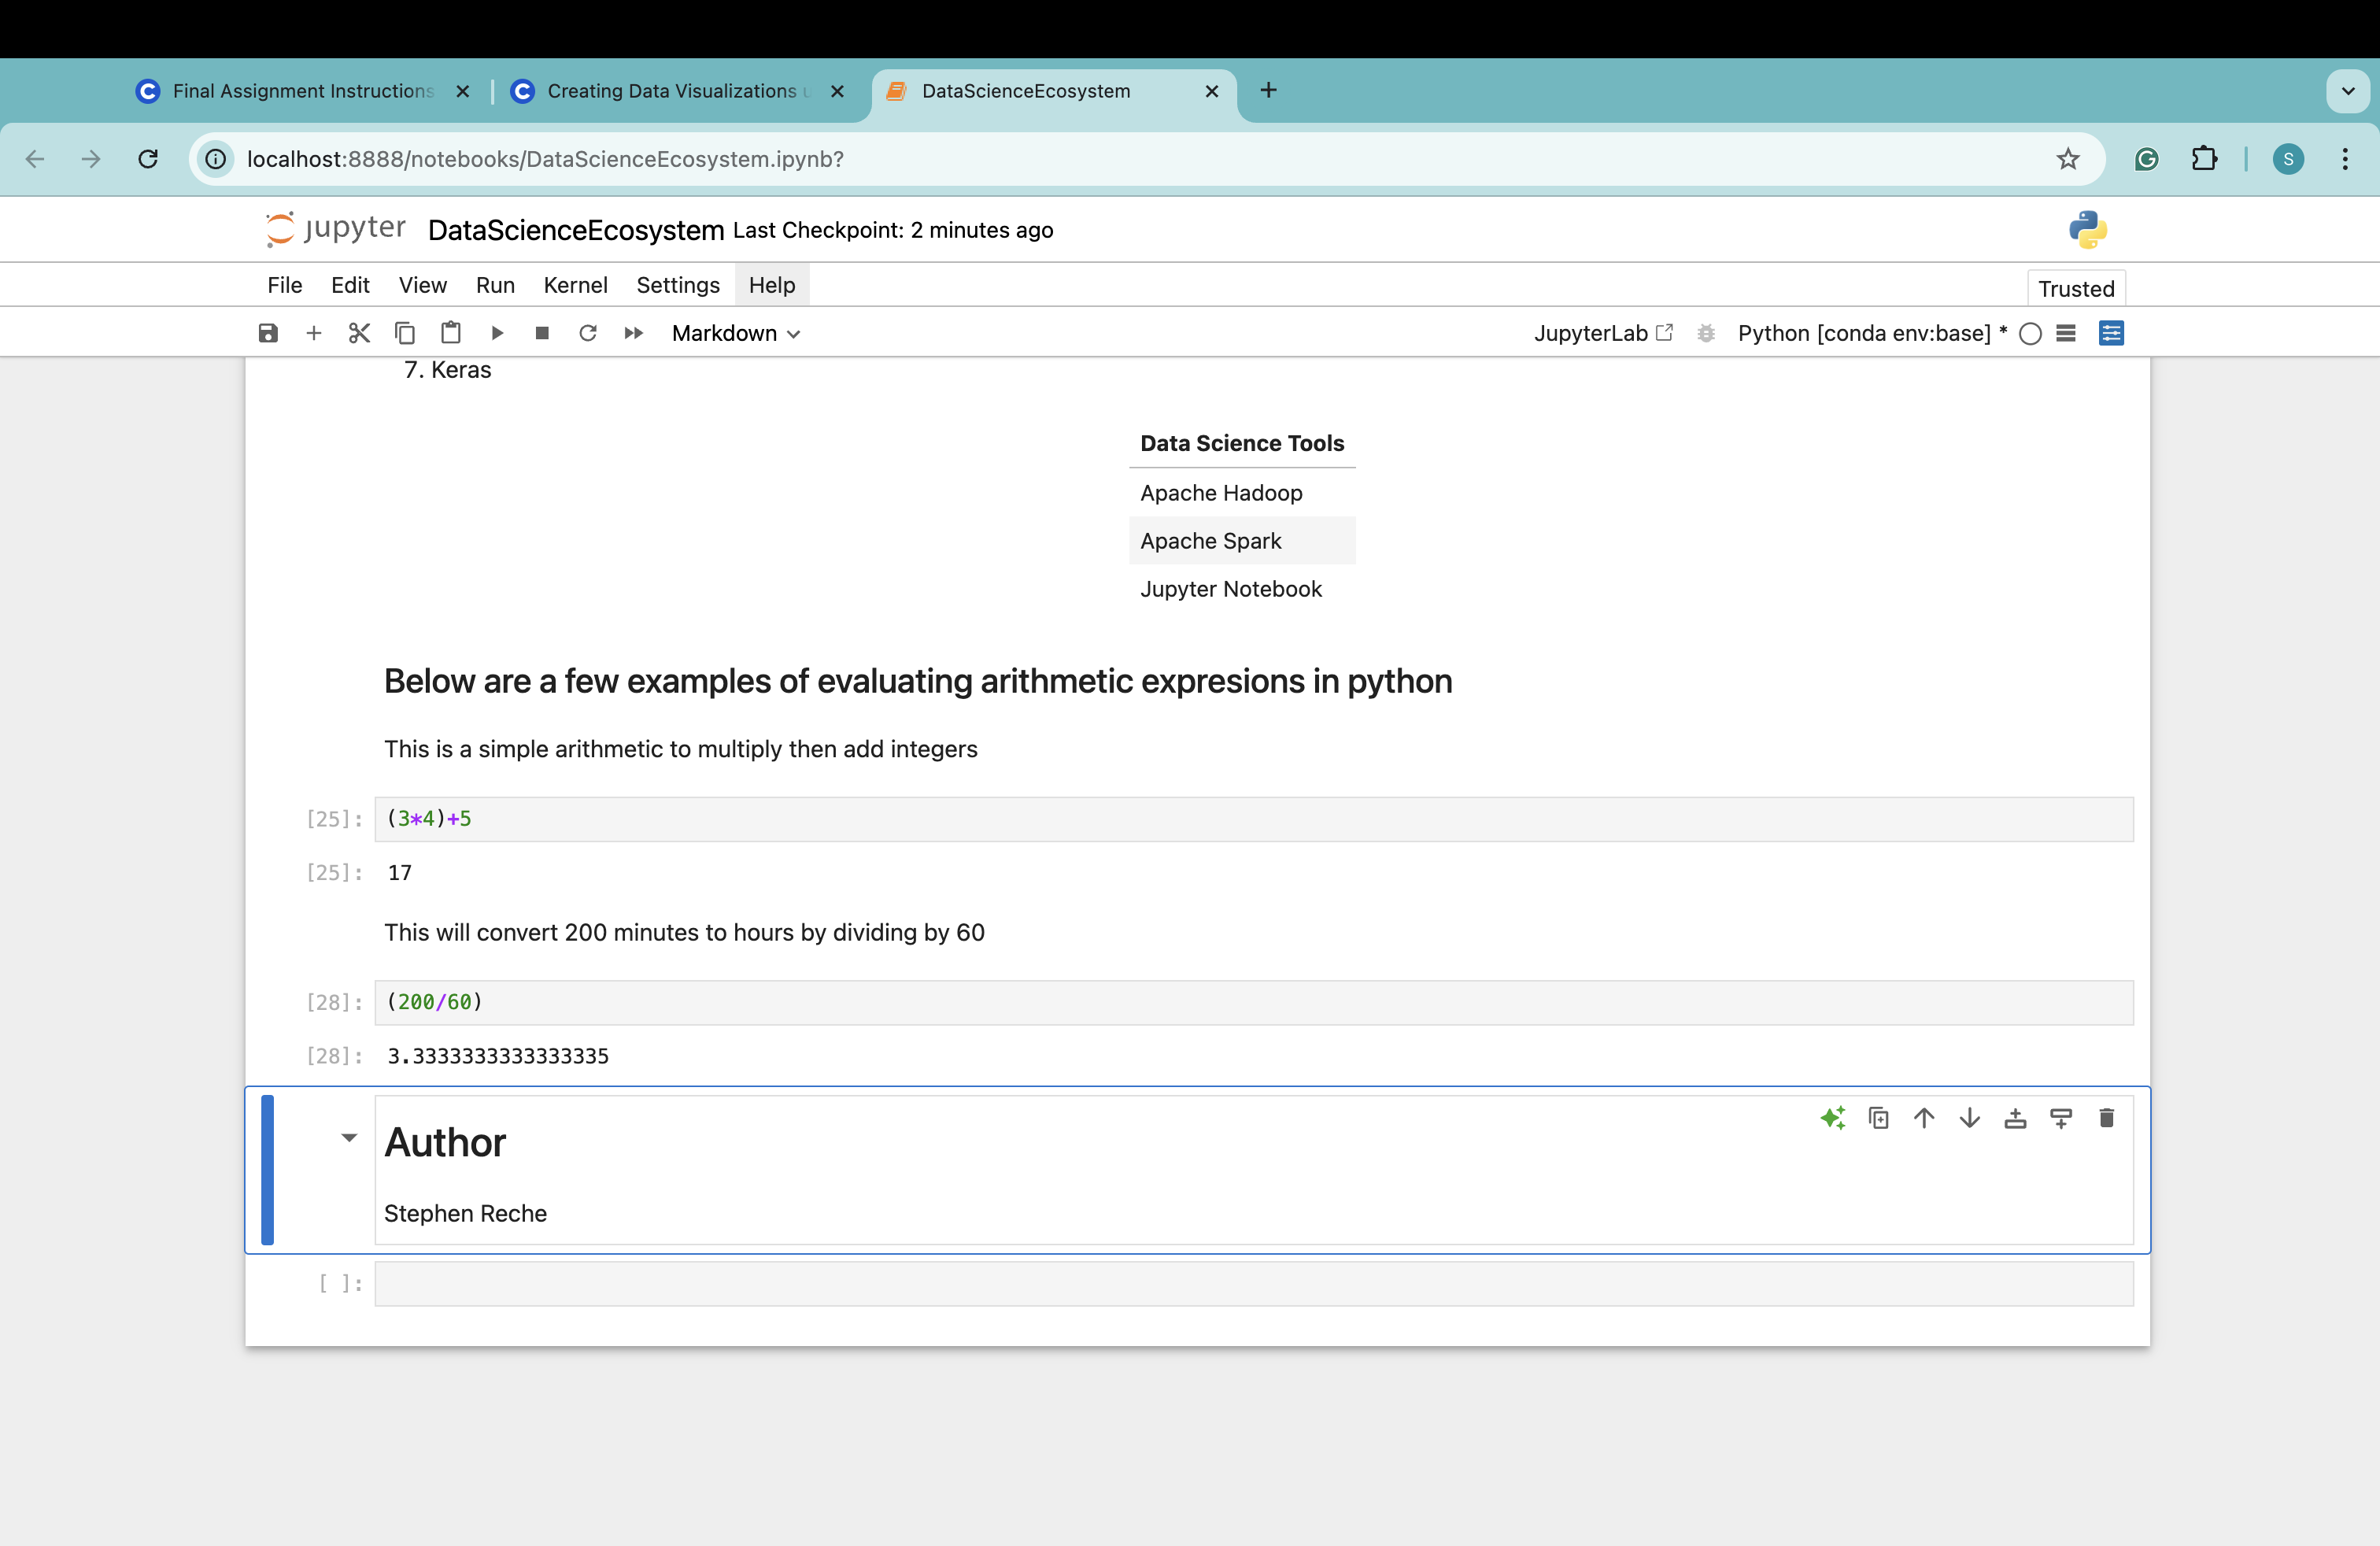 Final Assignment Instructions
Creating Data Visualizations u
DataScienceEcosystem
localhost:8888/notebooks/DataScienceEcosystem.ipynb?
S
jupyter DataScienceEcosystem Last Checkpoint: 2 minutes ago
File Edit View Run Kernel Settings Help
Trusted
Markdown
JupyterLab
Python [conda env:base] *
7. Keras
Data Science Tools
Apache Hadoop
Apache Spark
Jupyter Notebook
Below are a few examples of evaluating arithmetic expresions in python
This is a simple arithmetic to multiply then add integers
[25]: (3*4)+5
[25]: 17
This will convert 200 minutes to hours by dividing by 60
[28]: (200/60)
[28]: 3.3333333333333335
Author
Stephen Reche
[ ]: